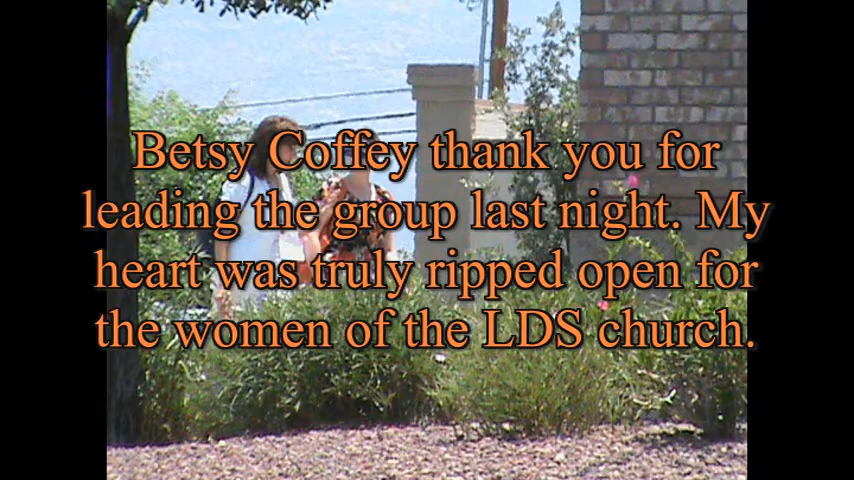 Betsy Coffey thank you for
leading the group last night. My
heart was truly ripped open for
the women of the LDS church.